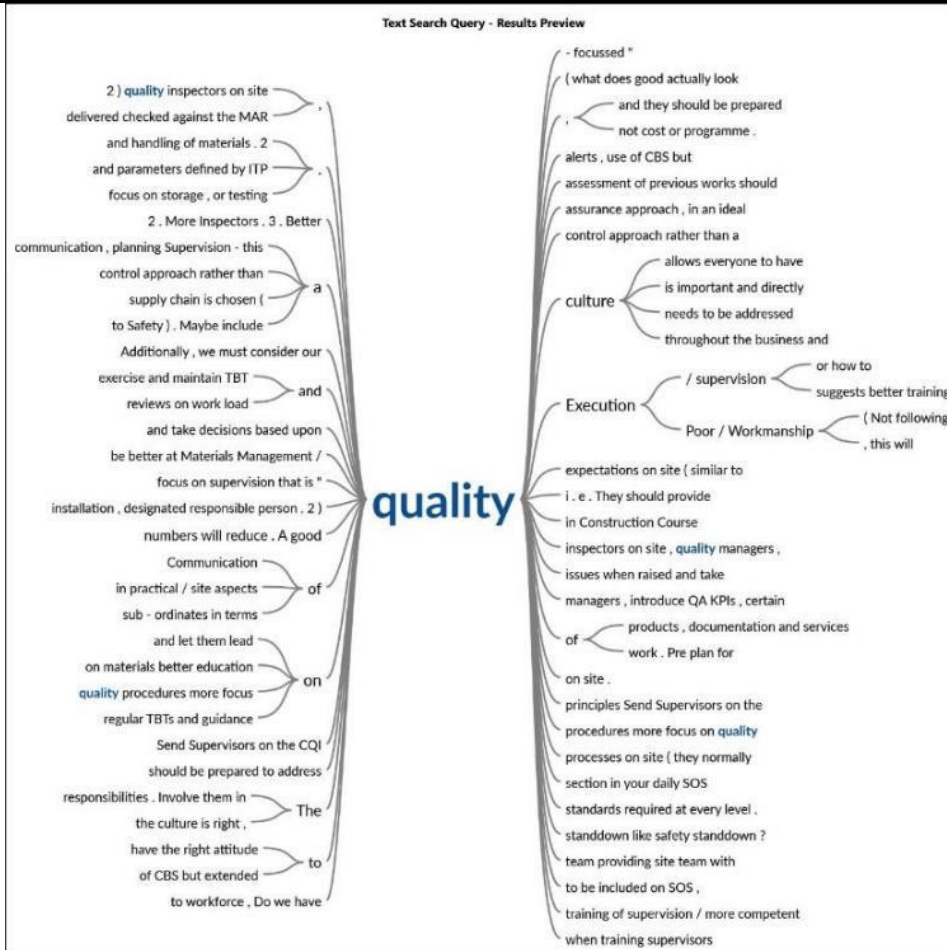 Text Search Query - Results Preview
2 ) quality inspectors on site
delivered checked against the MAR
,
and handling of materials . 2
and parameters defined by ITP
focus on storage , or testing
.
2 . More Inspectors . 3 . Better
communication , planning Supervision - this
control approach rather than
supply chain is chosen (
to Safety ) . Maybe include
a
Additionally , we must consider our
exercise and maintain TBT
reviews on work load
and
and take decisions based upon
be better at Materials Management /
focus on supervision that is "
installation , designated responsible person . 2 )
numbers will reduce . A good
Communication
in practical / site aspects
sub - ordinates in terms
of
and let them lead
on materials better education
quality procedures more focus
regular TBTs and guidance
on
Send Supervisors on the CQI
should be prepared to address
responsibilities . Involve them in
the culture is right ,
The
have the right attitude
of CBS but extended
to
to workforce , Do we have
quality
- focussed "
( what does good actually look
,
and they should be prepared
not cost or programme .
alerts , use of CBS but
assessment of previous works should
assurance approach , in an ideal
control approach rather than a
culture
allows everyone to have
is important and directly
needs to be addressed
throughout the business and
Execution
/ supervision
or how to
suggests better training
Poor / Workmanship
( Not following
, this will
expectations on site ( similar to
i . e . They should provide
in Construction Course
inspectors on site , quality managers ,
issues when raised and take
managers , introduce QA KPIs , certain
of
products , documentation and services
work . Pre plan for
on site .
principles Send Supervisors on the
procedures more focus on quality
processes on site ( they normally
section in your daily SOS
standards required at every level .
standdown like safety standdown ?
team providing site team with
to be included on SOS ,
training of supervision / more competent
when training supervisors